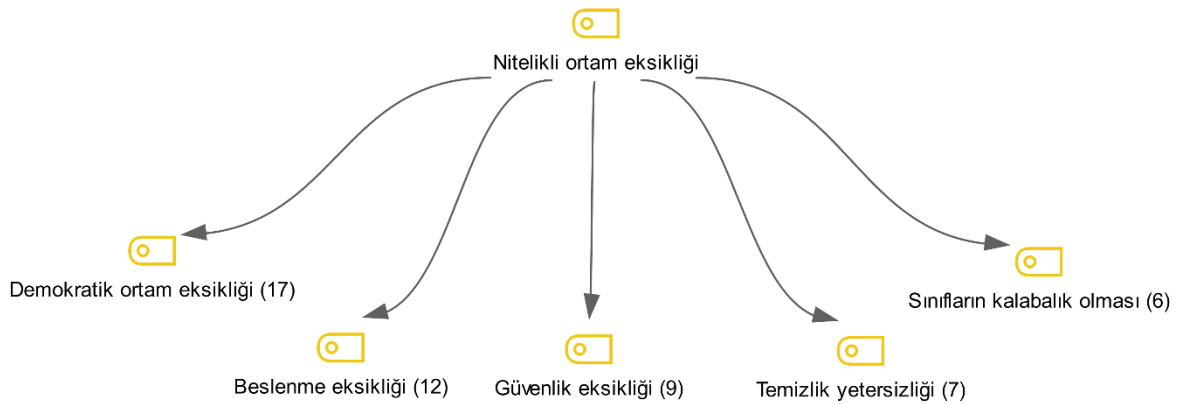 Nitelikli ortam eksikliği
Demokratik ortam eksikliği (17)
Beslenme eksikliği (12)
Güvenlik eksikliği (9)
Temizlik yetersizliği (7)
Sınıfların kalabalık olması (6)